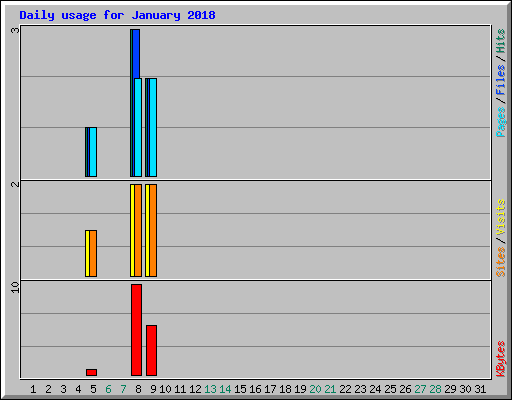 Daily usage for January 2018
3
2
10
Pages / Files / Hits
Sites / Visits
KBytes
1 2 3 4 5 6 7 8 9 10 11 12 13 14 15 16 17 18 19 20 21 22 23 24 25 26 27 28 29 30 31